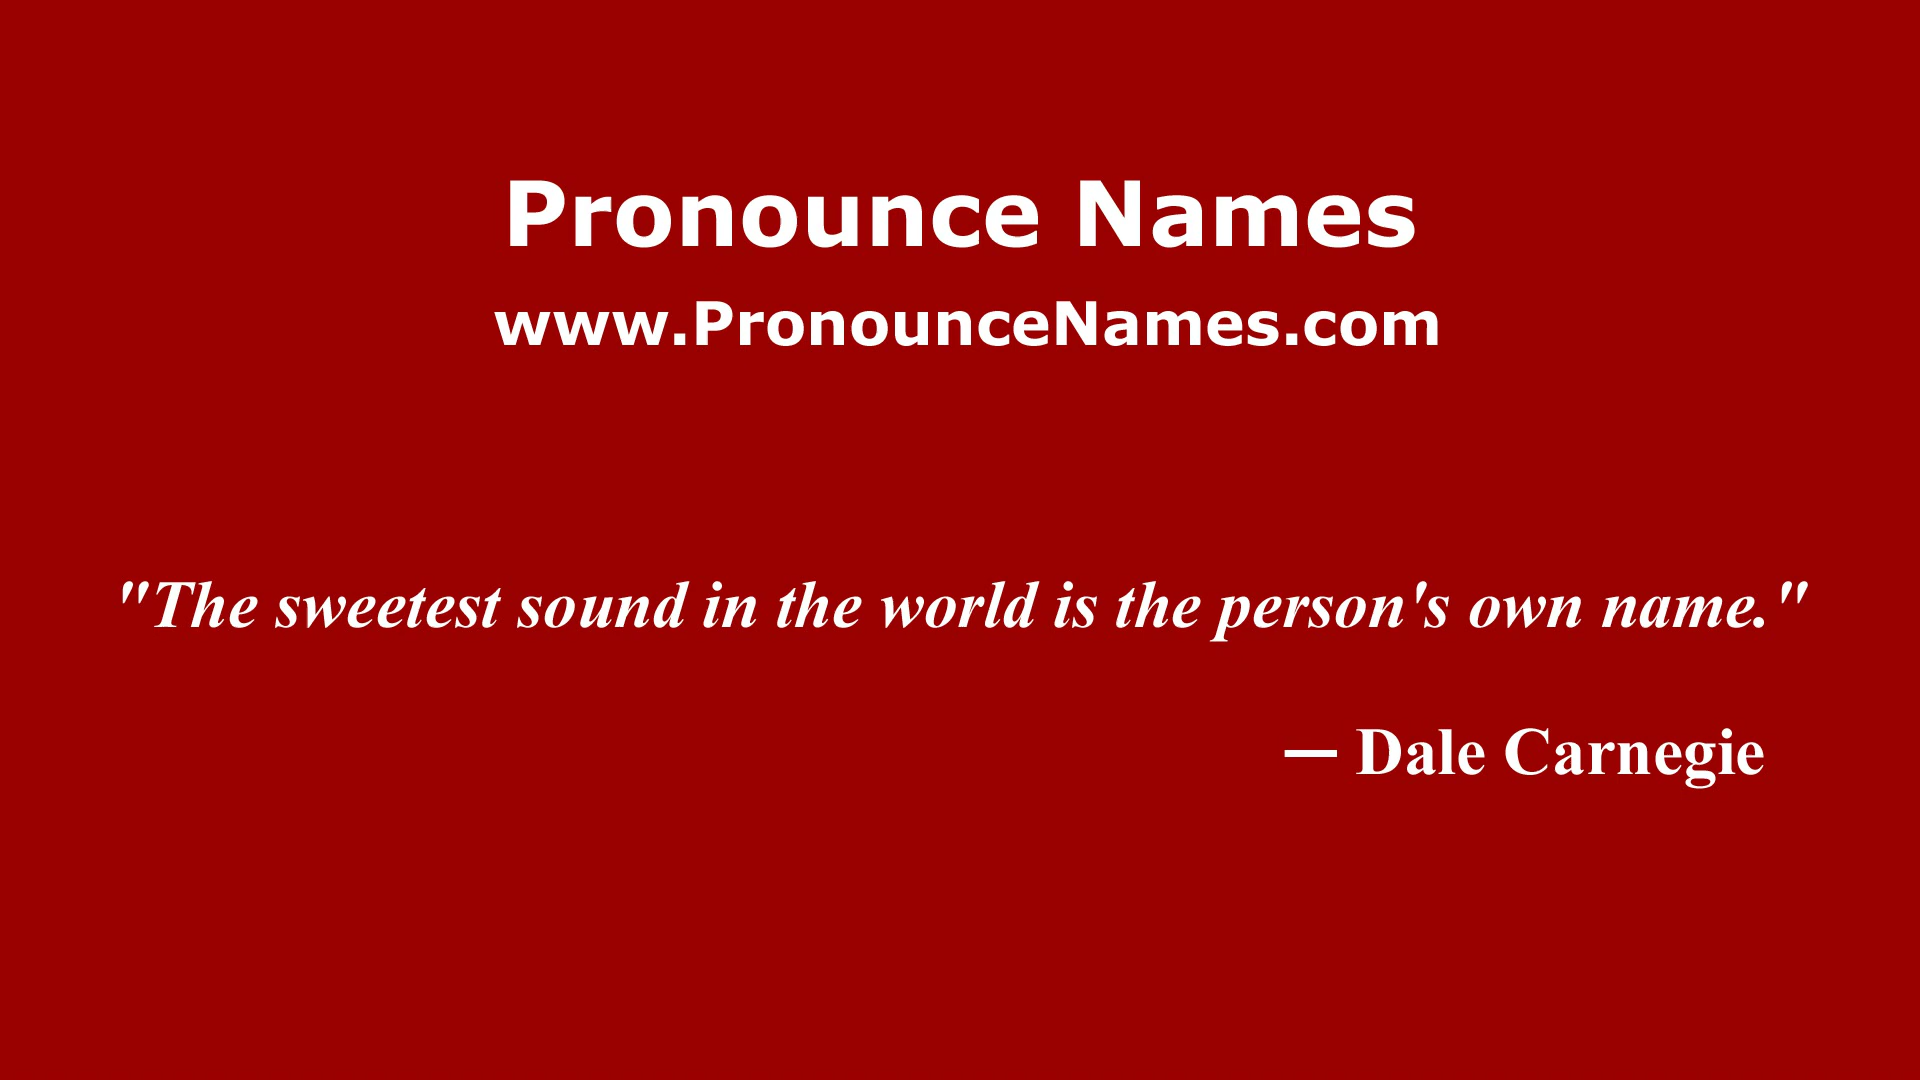 Pronounce Names
www.PronounceNames.com
"The sweetest sound in the world is the person's own name."
— Dale Carnegie